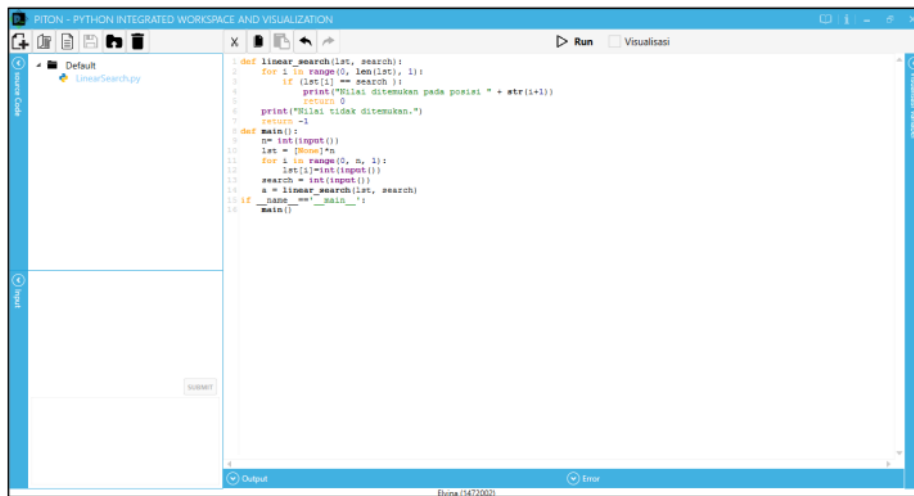 PITON - PYTHON INTEGRATED WORKSPACE AND VISUALIZATION
Run
Visualisasi
Source Code
Default
LinearSearch.py
1 def linear_search(lst, search):
2 for i in range(0, len(lst), 1):
3 if (lst[i] == search ):
4 print("Nilai ditemukan pada posisi " + str(i+1))
5 return 0
6 print("Nilai tidak ditemukan.")
7 return -1
8 def main():
9 n= int(input())
10 lst = [None]*n
11 for i in range(0, n, 1):
12 lst[i]=int(input())
13 search = int(input())
14 a = linear_search(lst, search)
15 if __name__=='__main__':
16 main()
Input
SUBMIT
Output
Error
Elvina (1472002)